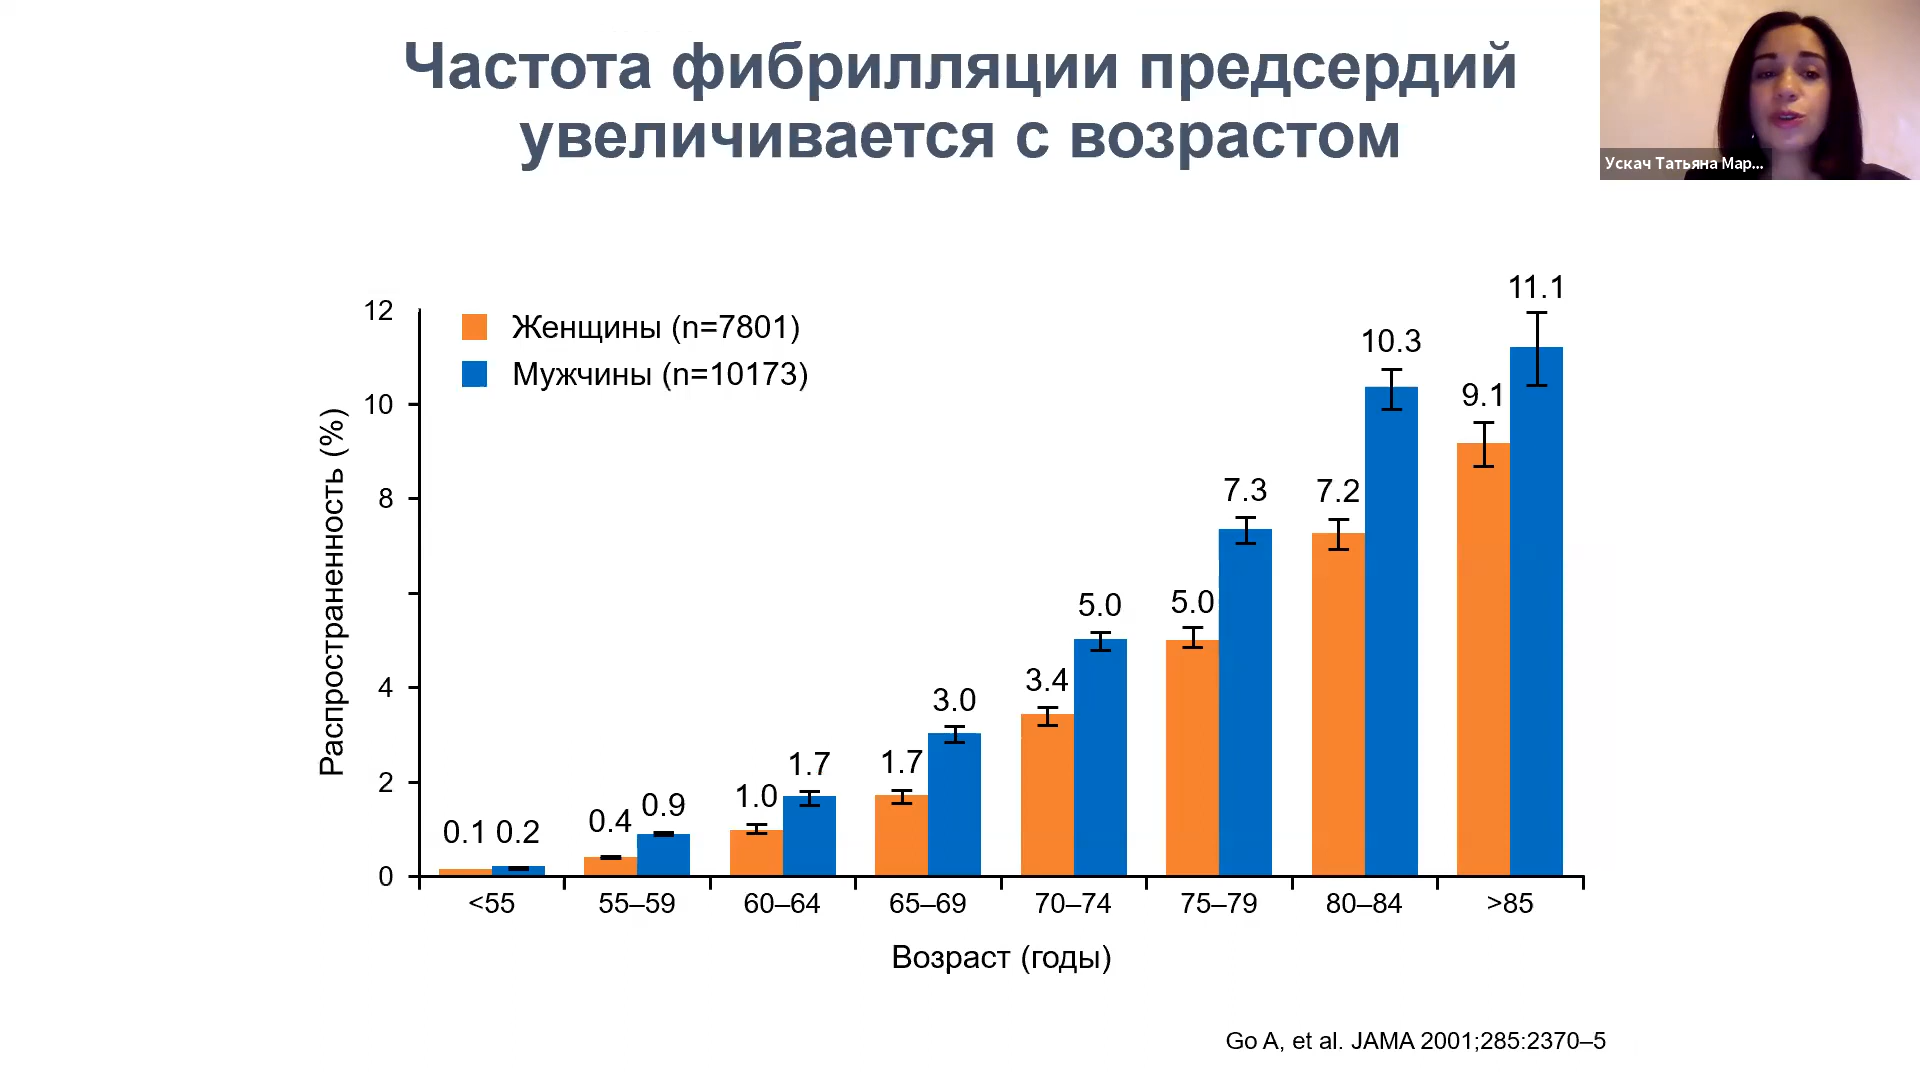 Частота фибрилляции предсердий
увеличивается с возрастом
Ускач Татьяна Мар...
Женщины (n=7801)
Мужчины (n=10173)
Распространенность (%)
12
10
8
4
2
0
0.1 0.2
0.4 0.9
1.0 1.7
1.7 3.0
3.4 5.0
5.0 7.3
7.2 10.3
9.1 11.1
<55 55–59 60–64 65–69 70–74 75–79 80–84 >85
Возраст (годы)
Go A, et al. JAMA 2001;285:2370–5